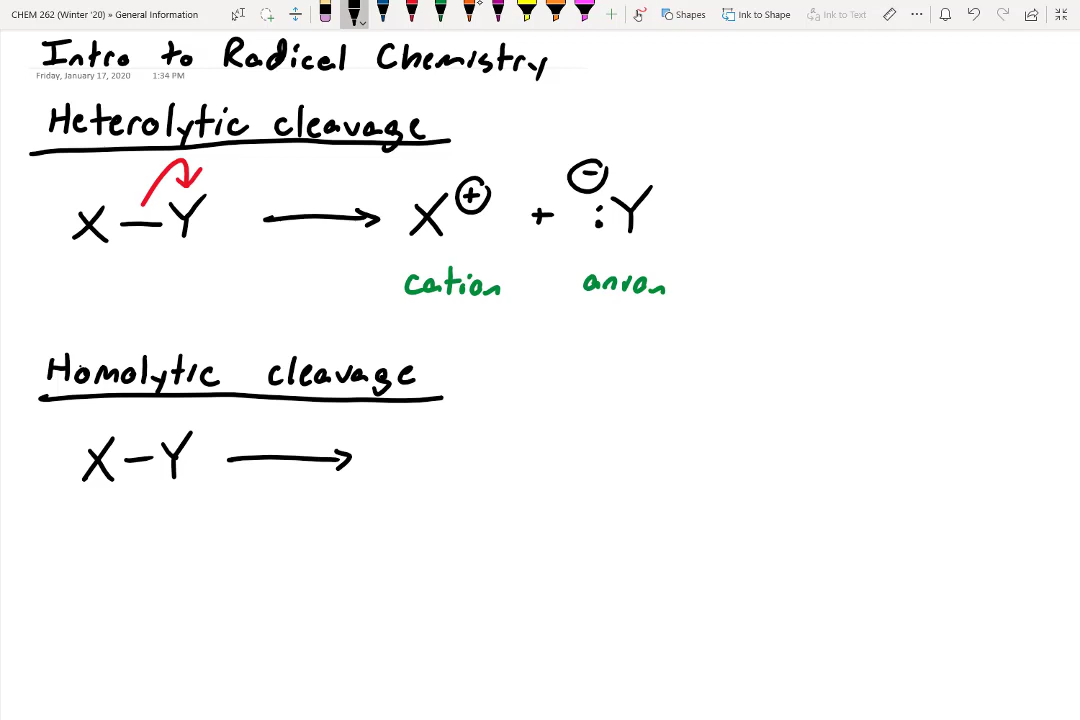 CHEM 262 (Winter '20) » General Information
Shapes Ink to Shape Ink to Text
Intro to Radical Chemistry
Friday, January 17, 2020 1:34 PM
Heterolytic cleavage
X — Y ⟶ X⊕ + ⊖:Y
cation anion
Homolytic cleavage
X – Y ⟶